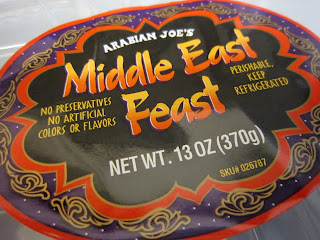 ARABIAN JOE'S
Middle East
Feast
NO PRESERVATIVES
NO ARTIFICIAL
COLORS OR FLAVORS
PERISHABLE,
KEEP
REFRIGERATED
NET WT. 13 OZ (370g)
SKU# 026787